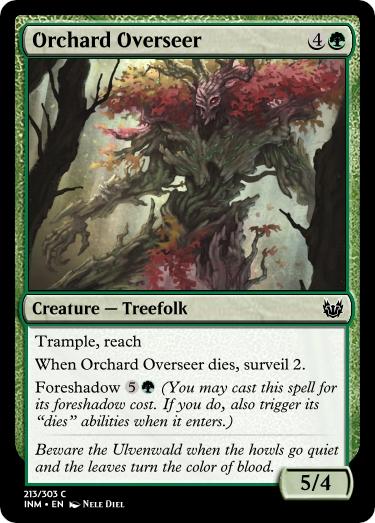 Orchard Overseer 4
Creature — Treefolk
Trample, reach
When Orchard Overseer dies, surveil 2.
Foreshadow 5 (You may cast this spell for
its foreshadow cost. If you do, also trigger its
“dies” abilities when it enters.)
Beware the Ulvenwald when the howls go quiet
and the leaves turn the color of blood.
5/4
213/303 C
INM • EN Nele Diel